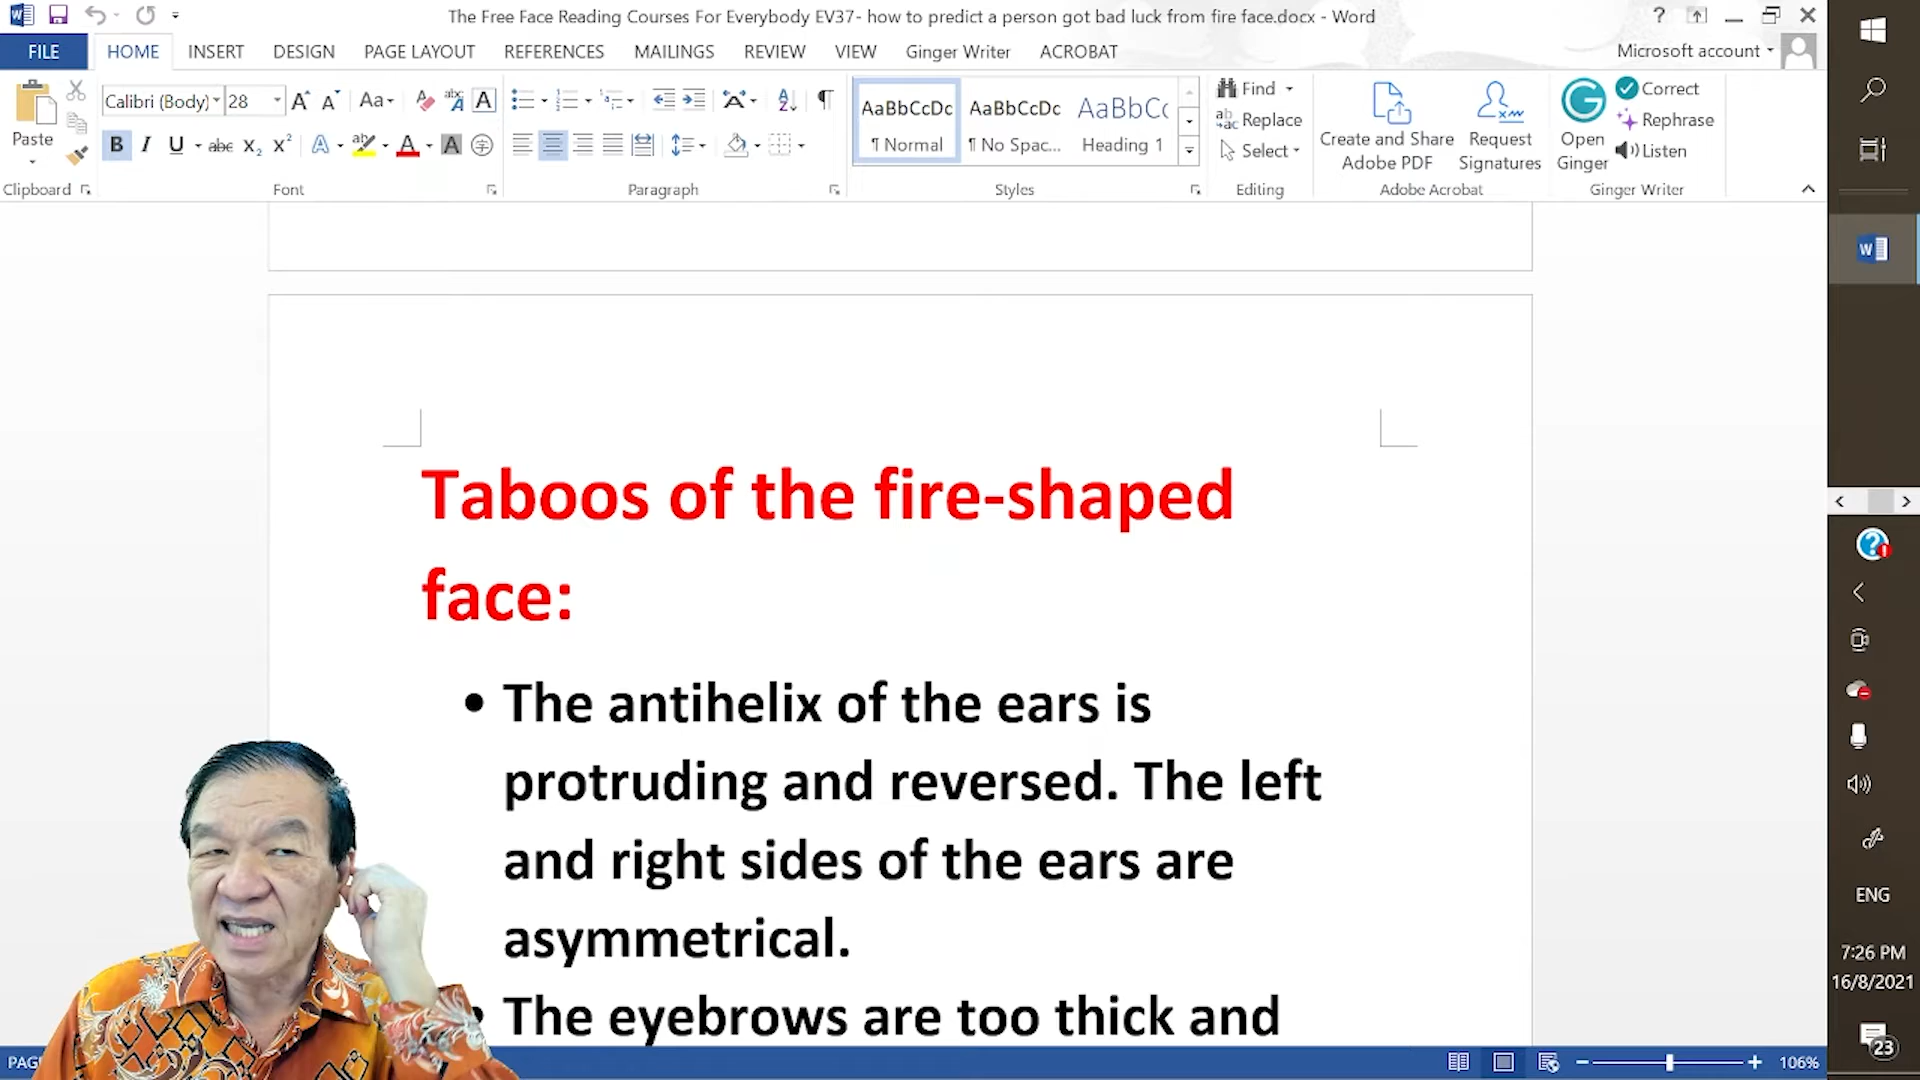 The Free Face Reading Courses For Everybody EV37- how to predict a person got bad luck from fire face.docx - Word
?
FILE HOME INSERT DESIGN PAGE LAYOUT REFERENCES MAILINGS REVIEW VIEW Ginger Writer ACROBAT
Microsoft account
Paste
Clipboard
Calibri (Body) 28
Aa
B I U abc X2 X2
Font
Paragraph
AaBbCcDc AaBbCcDc AaBbCc
¶ Normal ¶ No Spac... Heading 1
Styles
Find
Replace
Select
Editing
Create and Share
Adobe PDF
Request
Signatures
Adobe Acrobat
Open
Ginger
Correct
Rephrase
Listen
Ginger Writer
Taboos of the fire-shaped
face:
• The antihelix of the ears is
protruding and reversed. The left
and right sides of the ears are
asymmetrical.
The eyebrows are too thick and
PAG
106%
ENG
7:26 PM
16/8/2021
23